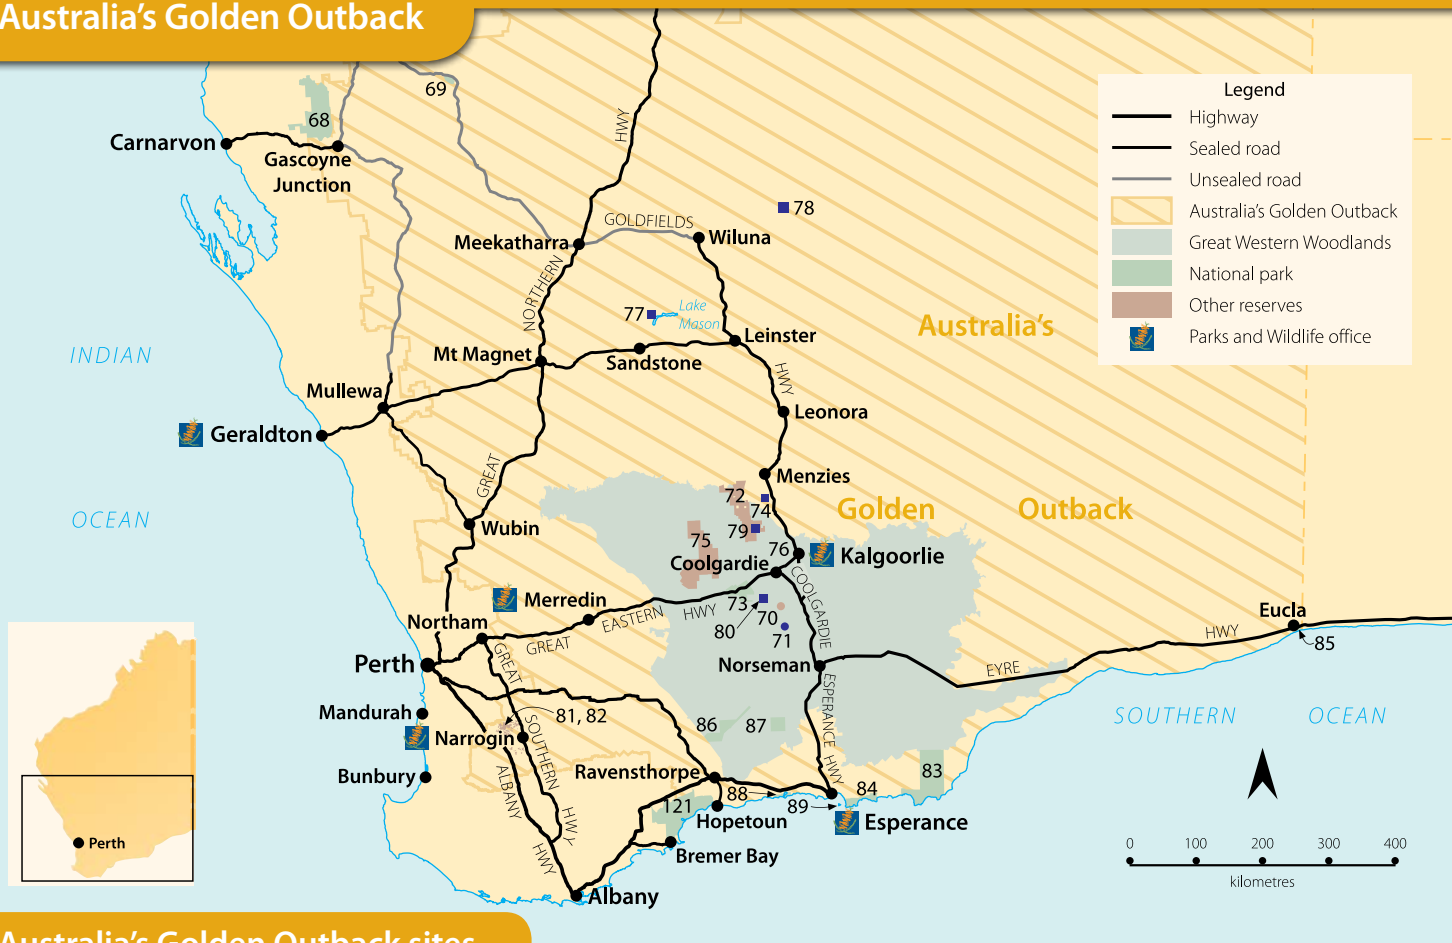 Australia's Golden Outback
69
68
Carnarvon
Gascoyne
Junction
HWY
Legend
Highway
Sealed road
Unsealed road
Australia's Golden Outback
Great Western Woodlands
National park
Other reserves
Parks and Wildlife office
78
GOLDFIELDS
Meekatharra
Wiluna
NORTHERN
77
Lake
Mason
INDIAN
Australia's
Leinster
Mt Magnet
Sandstone
HWY
Mullewa
Leonora
Geraldton
GREAT
Menzies
72
74
Golden
Outback
OCEAN
Wubin
79
75
76
Coolgardie
Kalgoorlie
COOLGARDIE
Merredin
73
70
80
71
EASTERN
HWY
Northam
GREAT
GREAT
Eucla
HWY
85
Perth
Norseman
EYRE
ESPERANCE
HWY
Mandurah
81, 82
86
87
SOUTHERN
OCEAN
Narrogin
SOUTHERN
HWY
Bunbury
ALBANY
HWY
Ravensthorpe
83
84
88
89
121
Hopetoun
Esperance
Bremer Bay
Albany
Perth
0
100
200
300
400
kilometres
Australia's Golden Outback sites